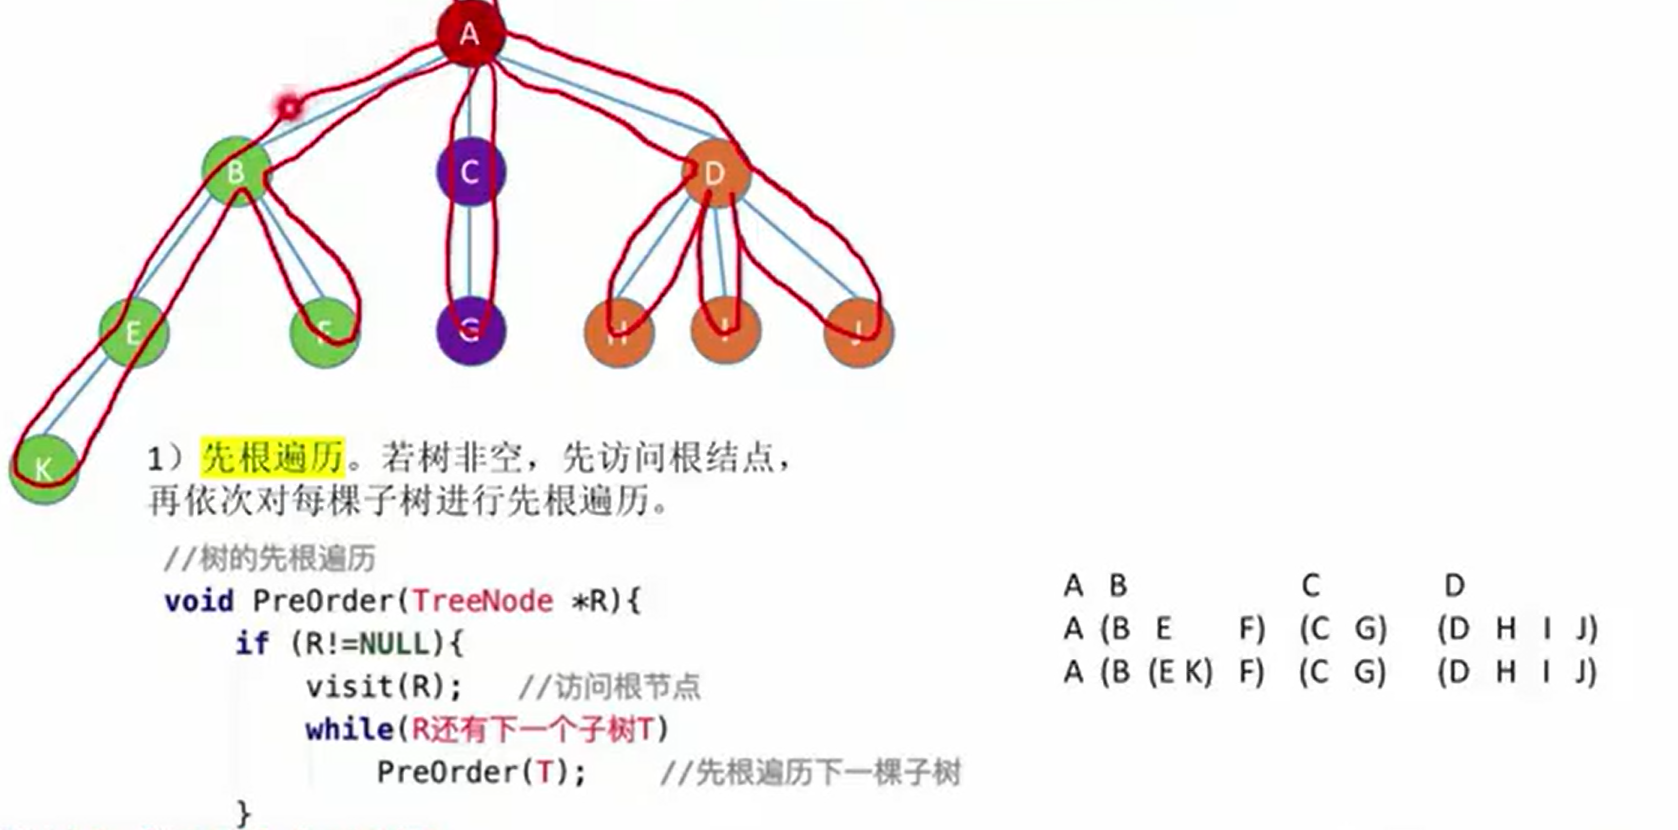 A
B C D
E F G H I J
K
1）先根遍历。若树非空，先访问根结点，
再依次对每棵子树进行先根遍历。
//树的先根遍历
void PreOrder(TreeNode *R){
if (R!=NULL){
visit(R); //访问根节点
while(R还有下一个子树T)
PreOrder(T); //先根遍历下一棵子树
}
A B C D
A (B E F) (C G) (D H I J)
A (B (E K) F) (C G) (D H I J)